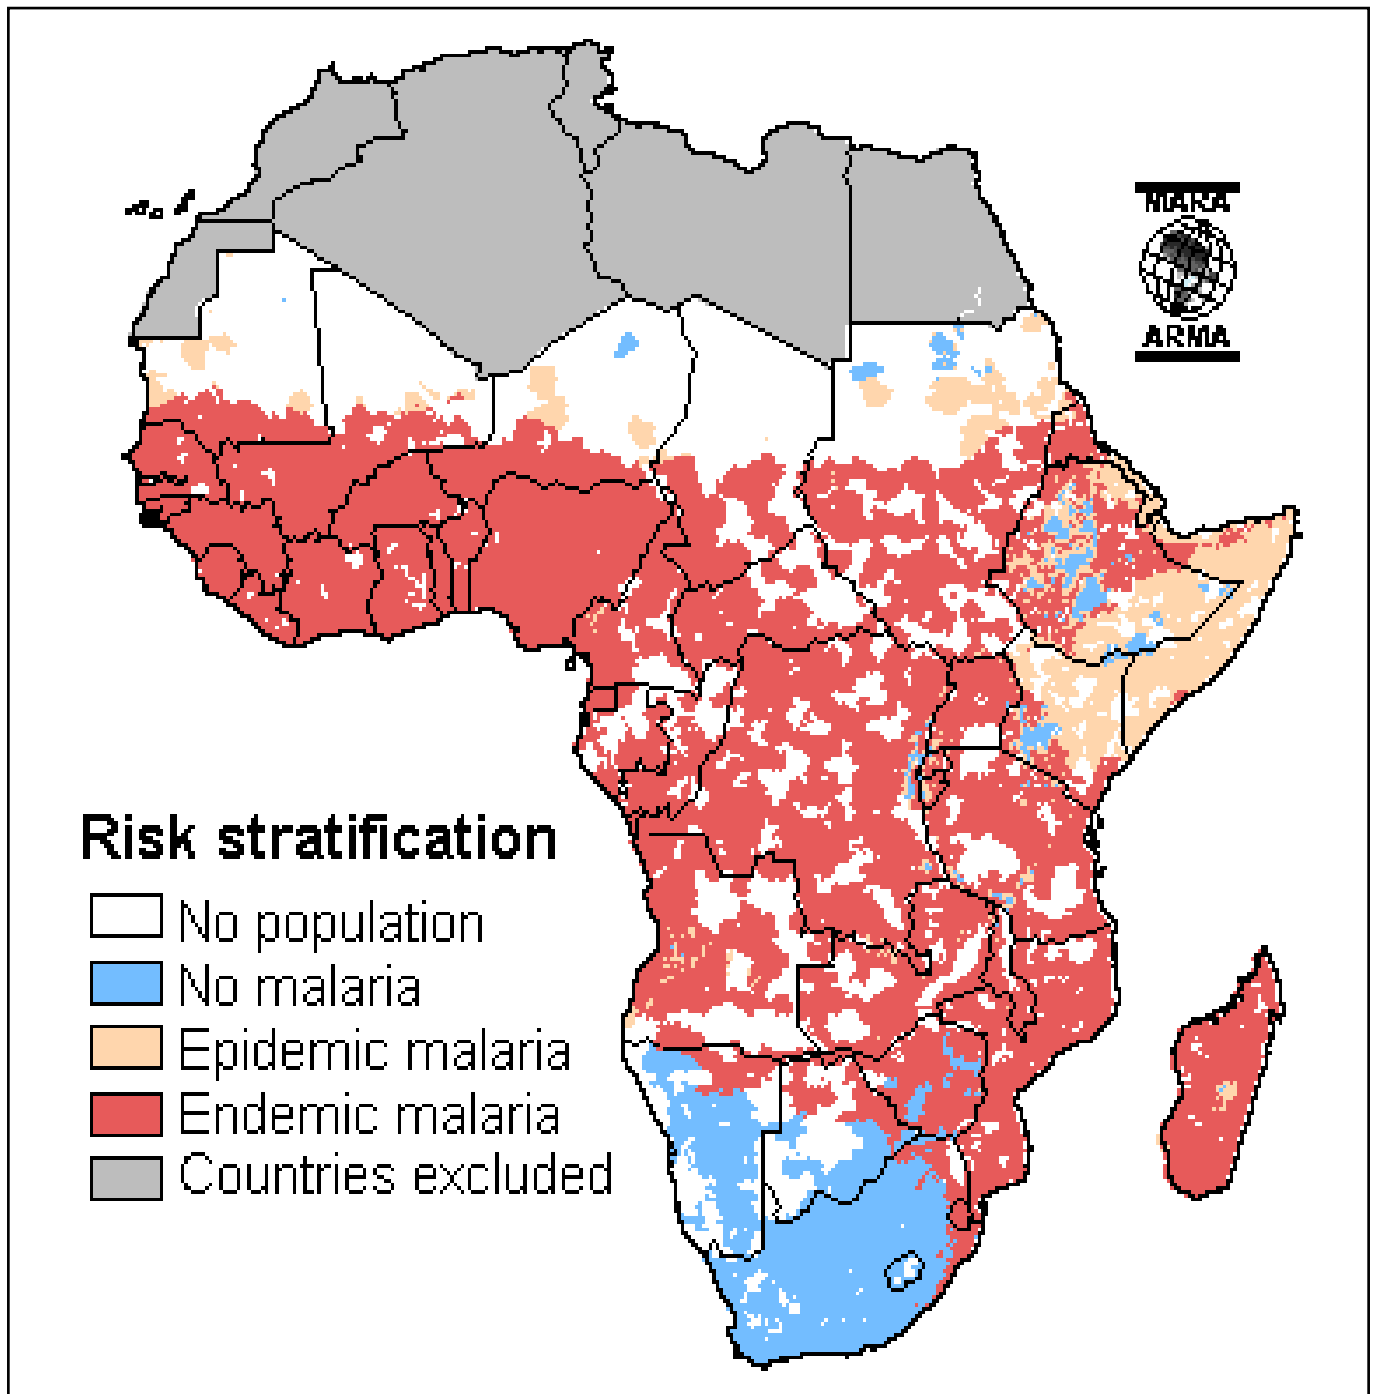 MARA
ARMA
Risk stratification
No population
No malaria
Epidemic malaria
Endemic malaria
Countries excluded